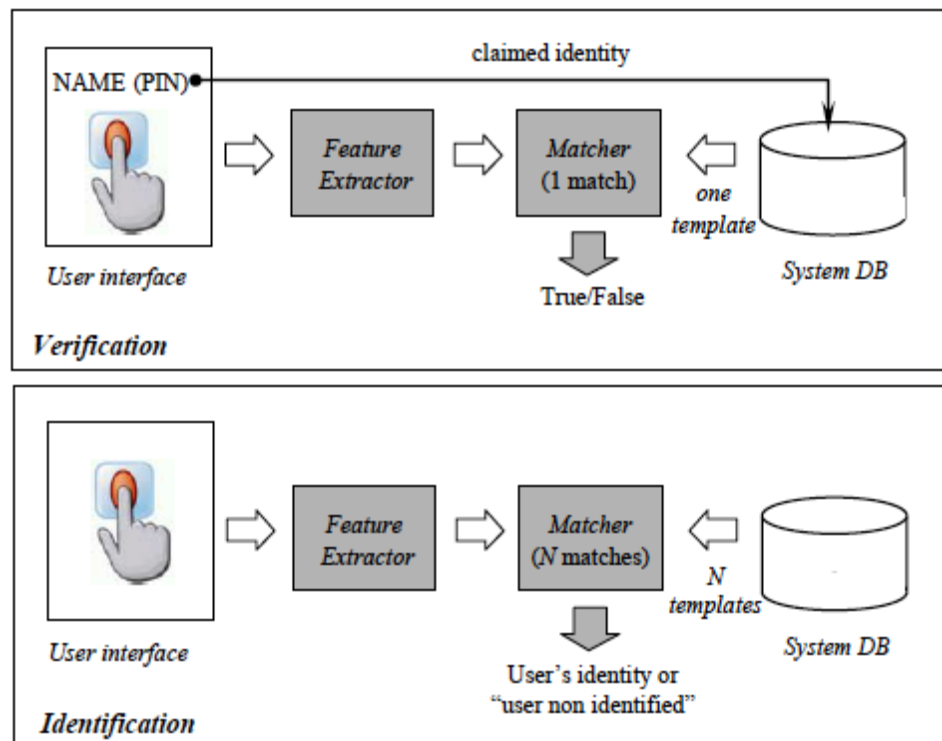 claimed identity
NAME (PIN)
Feature
Extractor
Matcher
(1 match)
one
template
User interface
System DB
True/False
Verification
Feature
Extractor
Matcher
(N matches)
N
templates
User interface
System DB
User’s identity or
“user non identified”
Identification